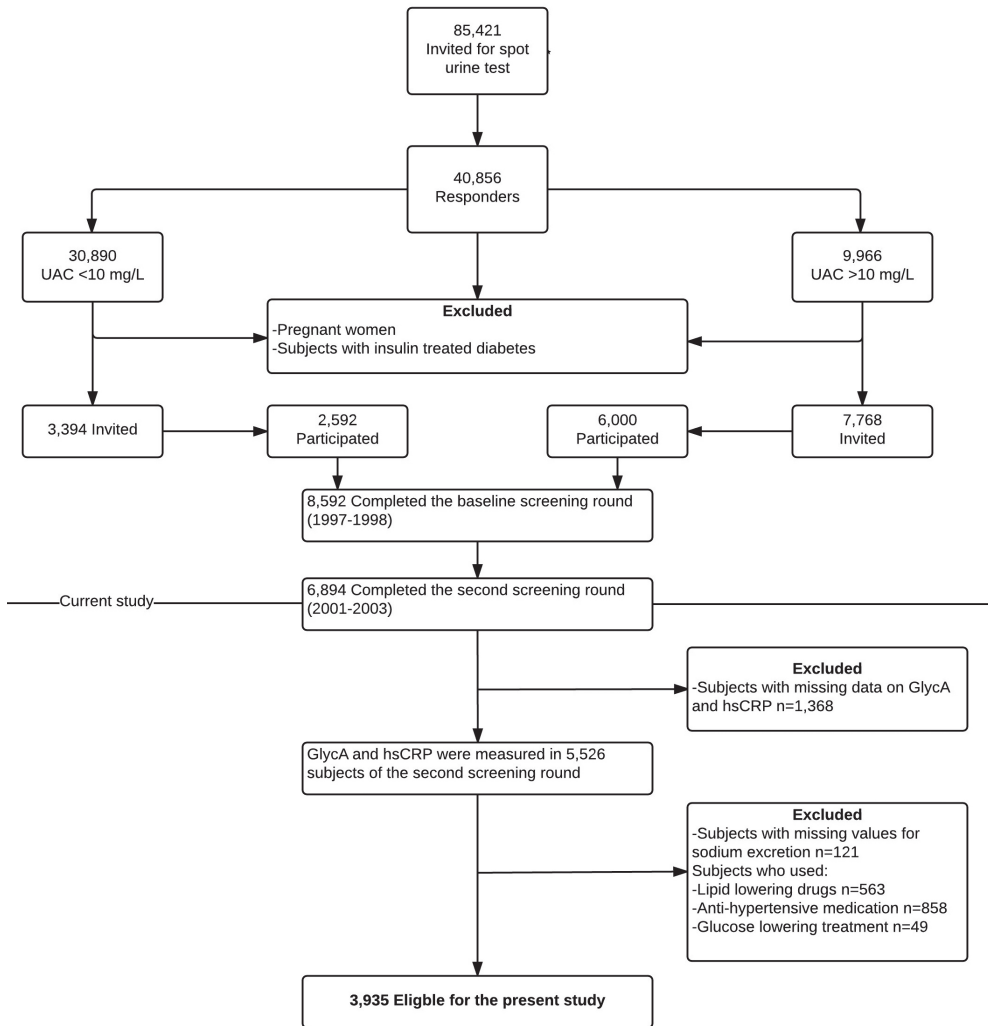 85,421
Invited for spot
urine test
40,856
Responders
30,890
UAC <10 mg/L
9,966
UAC >10 mg/L
Excluded
-Pregnant women
-Subjects with insulin treated diabetes
3,394 Invited
2,592
Participated
6,000
Participated
7,768
Invited
8,592 Completed the baseline screening round
(1997-1998)
6,894 Completed the second screening round
(2001-2003)
Current study
Excluded
-Subjects with missing data on GlycA
and hsCRP n=1,368
GlycA and hsCRP were measured in 5,526
subjects of the second screening round
Excluded
-Subjects with missing values for
sodium excretion n=121
Subjects who used:
-Lipid lowering drugs n=563
-Anti-hypertensive medication n=858
-Glucose lowering treatment n=49
3,935 Eligble for the present study